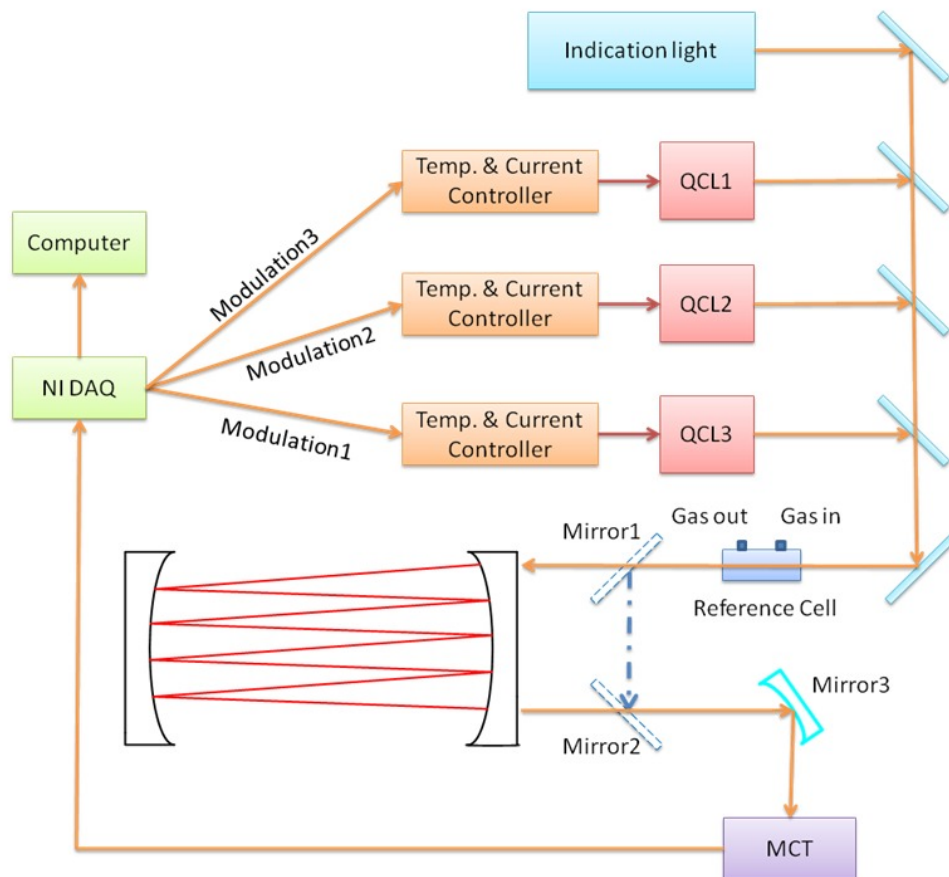 Indication light
Temp. & Current
Controller
QCL1
Computer
Modulation3
Temp. & Current
Controller
QCL2
Modulation2
NI DAQ
Temp. & Current
Controller
QCL3
Modulation1
Gas out
Gas in
Mirror1
Reference Cell
Mirror3
Mirror2
MCT